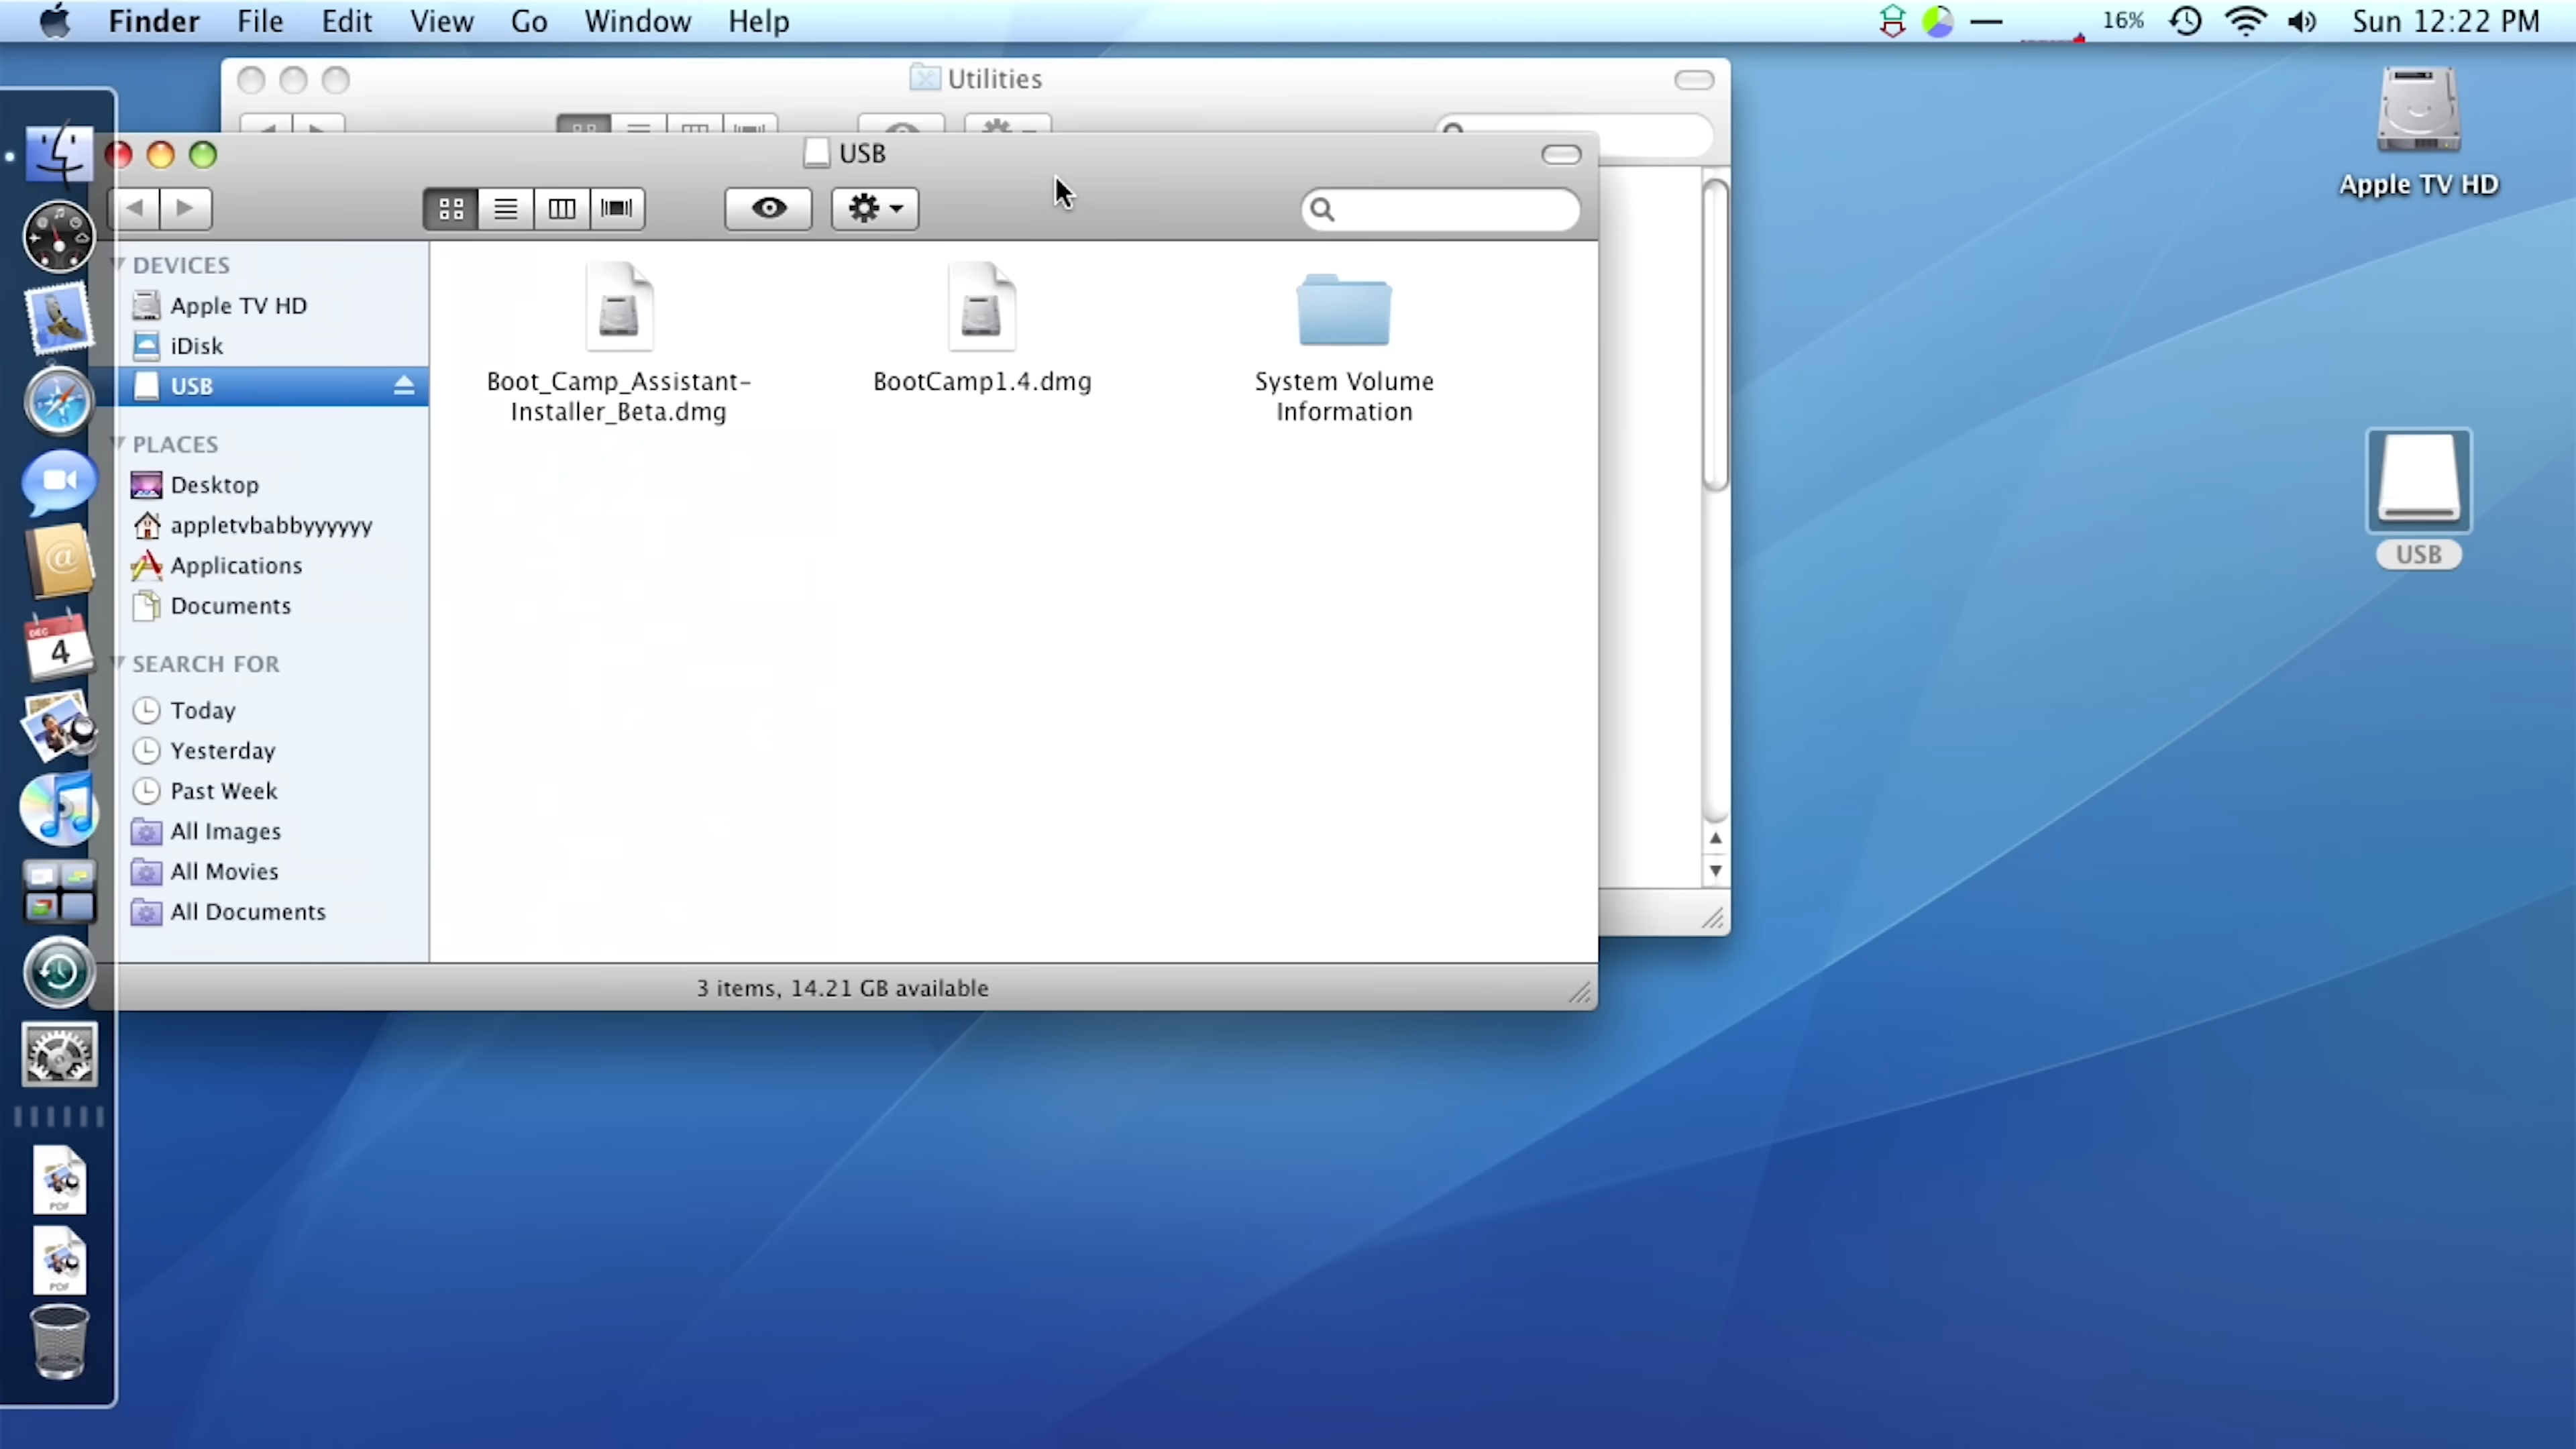 Finder File Edit View Go Window Help
16% Sun 12:22 PM
Utilities
USB
DEVICES
Apple TV HD
iDisk
USB
PLACES
Desktop
appletvbabbyyyyyy
Applications
Documents
SEARCH FOR
Today
Yesterday
Past Week
All Images
All Movies
All Documents
Boot_Camp_Assistant-
Installer_Beta.dmg
BootCamp1.4.dmg
System Volume
Information
3 items, 14.21 GB available
Apple TV HD
USB
@
DEC
4
PDF
PDF